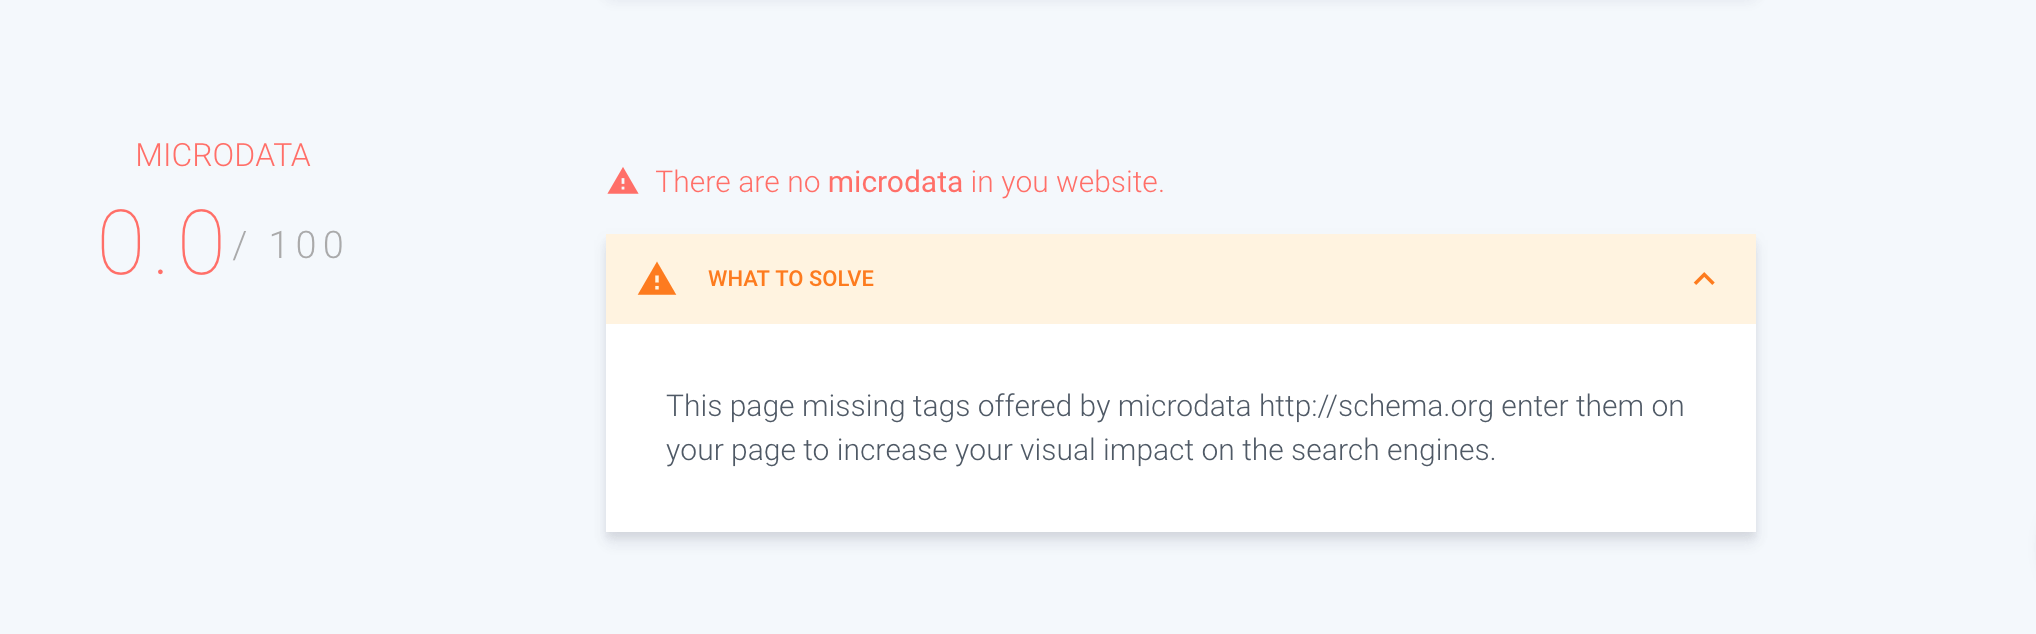 MICRODATA
0.0 / 100
There are no microdata in you website.
WHAT TO SOLVE
This page missing tags offered by microdata http://schema.org enter them on
your page to increase your visual impact on the search engines.